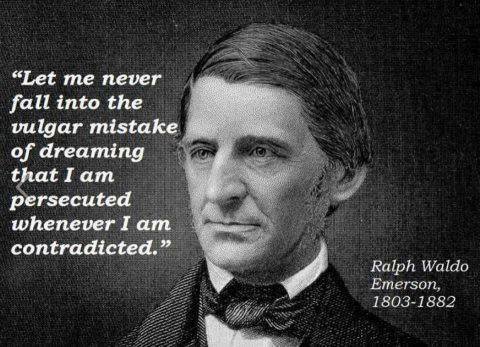 “Let me never
fall into the
vulgar mistake
of dreaming
that I am
persecuted
whenever I am
contradicted.”
Ralph Waldo
Emerson,
1803-1882